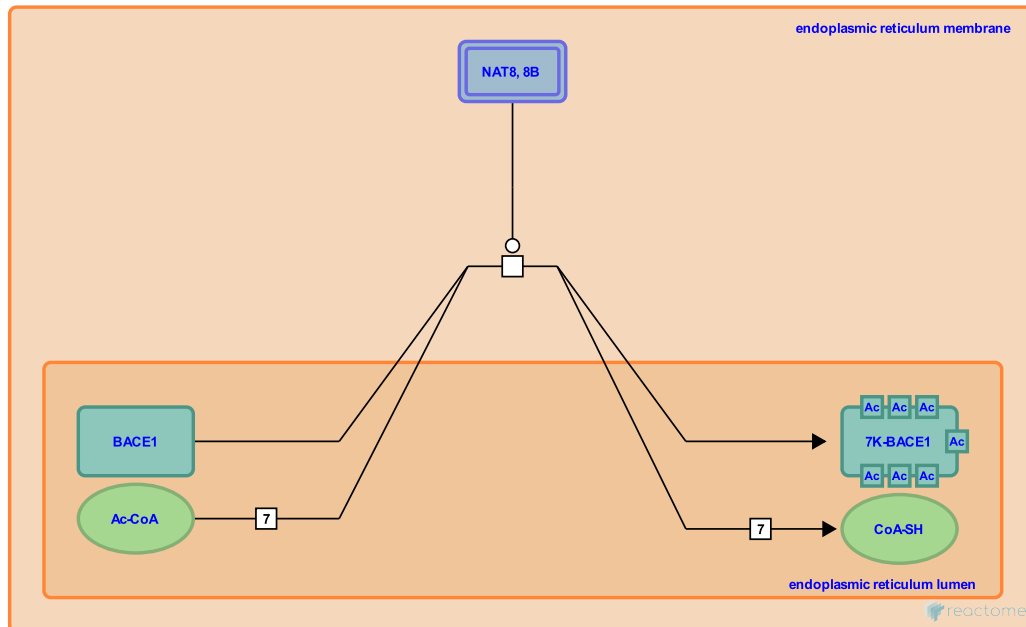 endoplasmic reticulum membrane
NAT8, 8B
BACE1
Ac-CoA
7
7
Ac Ac Ac
7K-BACE1
Ac
Ac Ac Ac
CoA-SH
endoplasmic reticulum lumen
reactome